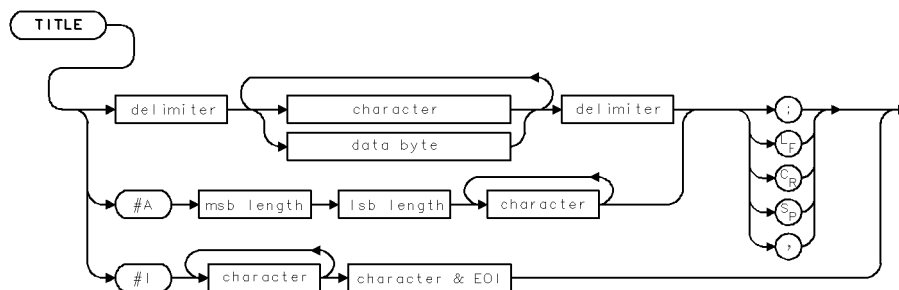 TITLE
delimiter
character
delimiter
;
data byte
LF
#A
msb length
lsb length
character
CR
SP
,
#I
character
character & EOI